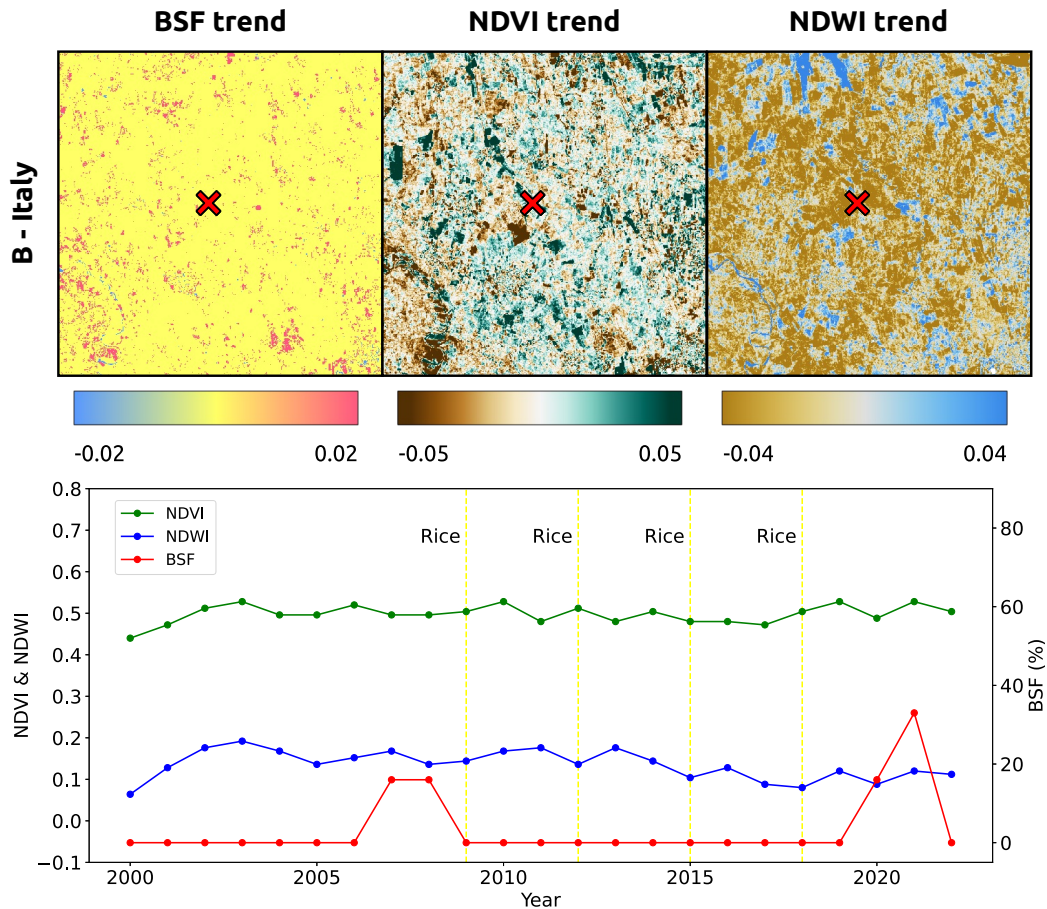 BSF trend NDVI trend NDWI trend
B - Italy
-0.02 0.02 -0.05 0.05 -0.04 0.04
0.8
0.7
0.6
0.5
0.4
0.3
0.2
0.1
0.0
−0.1
NDVI & NDWI
NDVI
NDWI
BSF
Rice Rice Rice Rice
80
60
40
20
0
BSF (%)
2000 2005 2010 2015 2020
Year